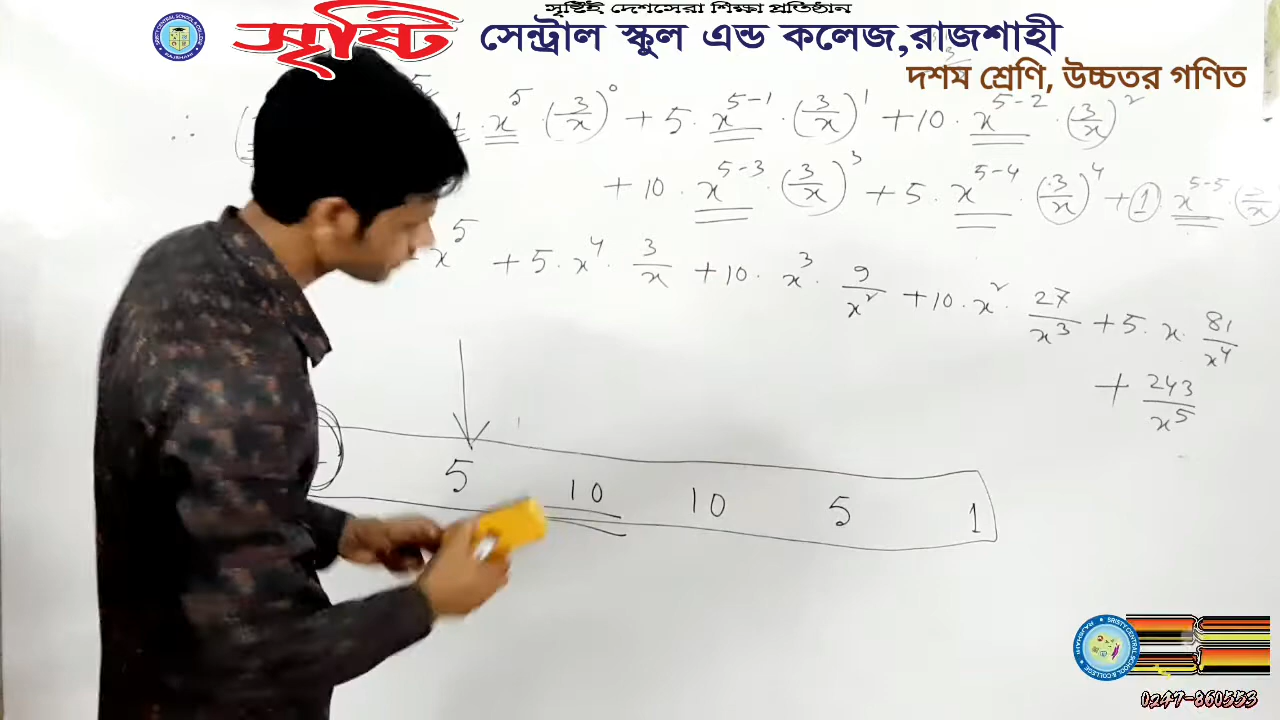 সৃষ্টিই দেশসেরা শিক্ষা প্রতিষ্ঠান
সৃষ্টি সেন্ট্রাল স্কুল এন্ড কলেজ,রাজশাহী
দশম শ্রেণি, উচ্চতর গণিত
∴ ( 1 · x^5 · (3/x)^0 + 5 · x^{5-1} · (3/x)^1 + 10 · x^{5-2} · (3/x)^2
+ 10 · x^{5-3} · (3/x)^3 + 5 · x^{5-4} · (3/x)^4 + 1 · x^{5-5}
x^5 + 5 · x^4 · 3/x + 10 · x^3 · 9/x^2 + 10 · x^2 · 27/x^3 + 5 · x · 81/x^4
+ 243/x^5
5 10 10 5 1
0247-860553